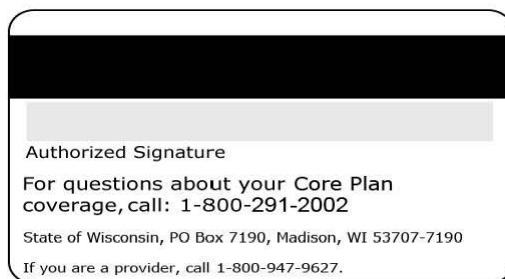 Authorized Signature
For questions about your Core Plan
coverage, call: 1-800-291-2002
State of Wisconsin, PO Box 7190, Madison, WI 53707-7190
If you are a provider, call 1-800-947-9627.